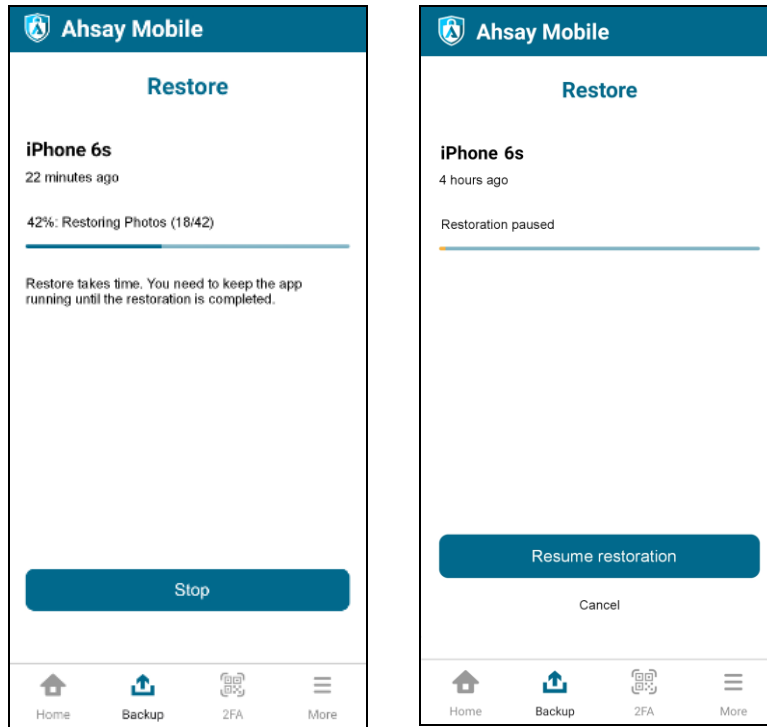 Ahsay Mobile
Restore
iPhone 6s
22 minutes ago
42%: Restoring Photos (18/42)
Restore takes time. You need to keep the app
running until the restoration is completed.
Stop
Home
Backup
2FA
More
Ahsay Mobile
Restore
iPhone 6s
4 hours ago
Restoration paused
Resume restoration
Cancel
Home
Backup
2FA
More